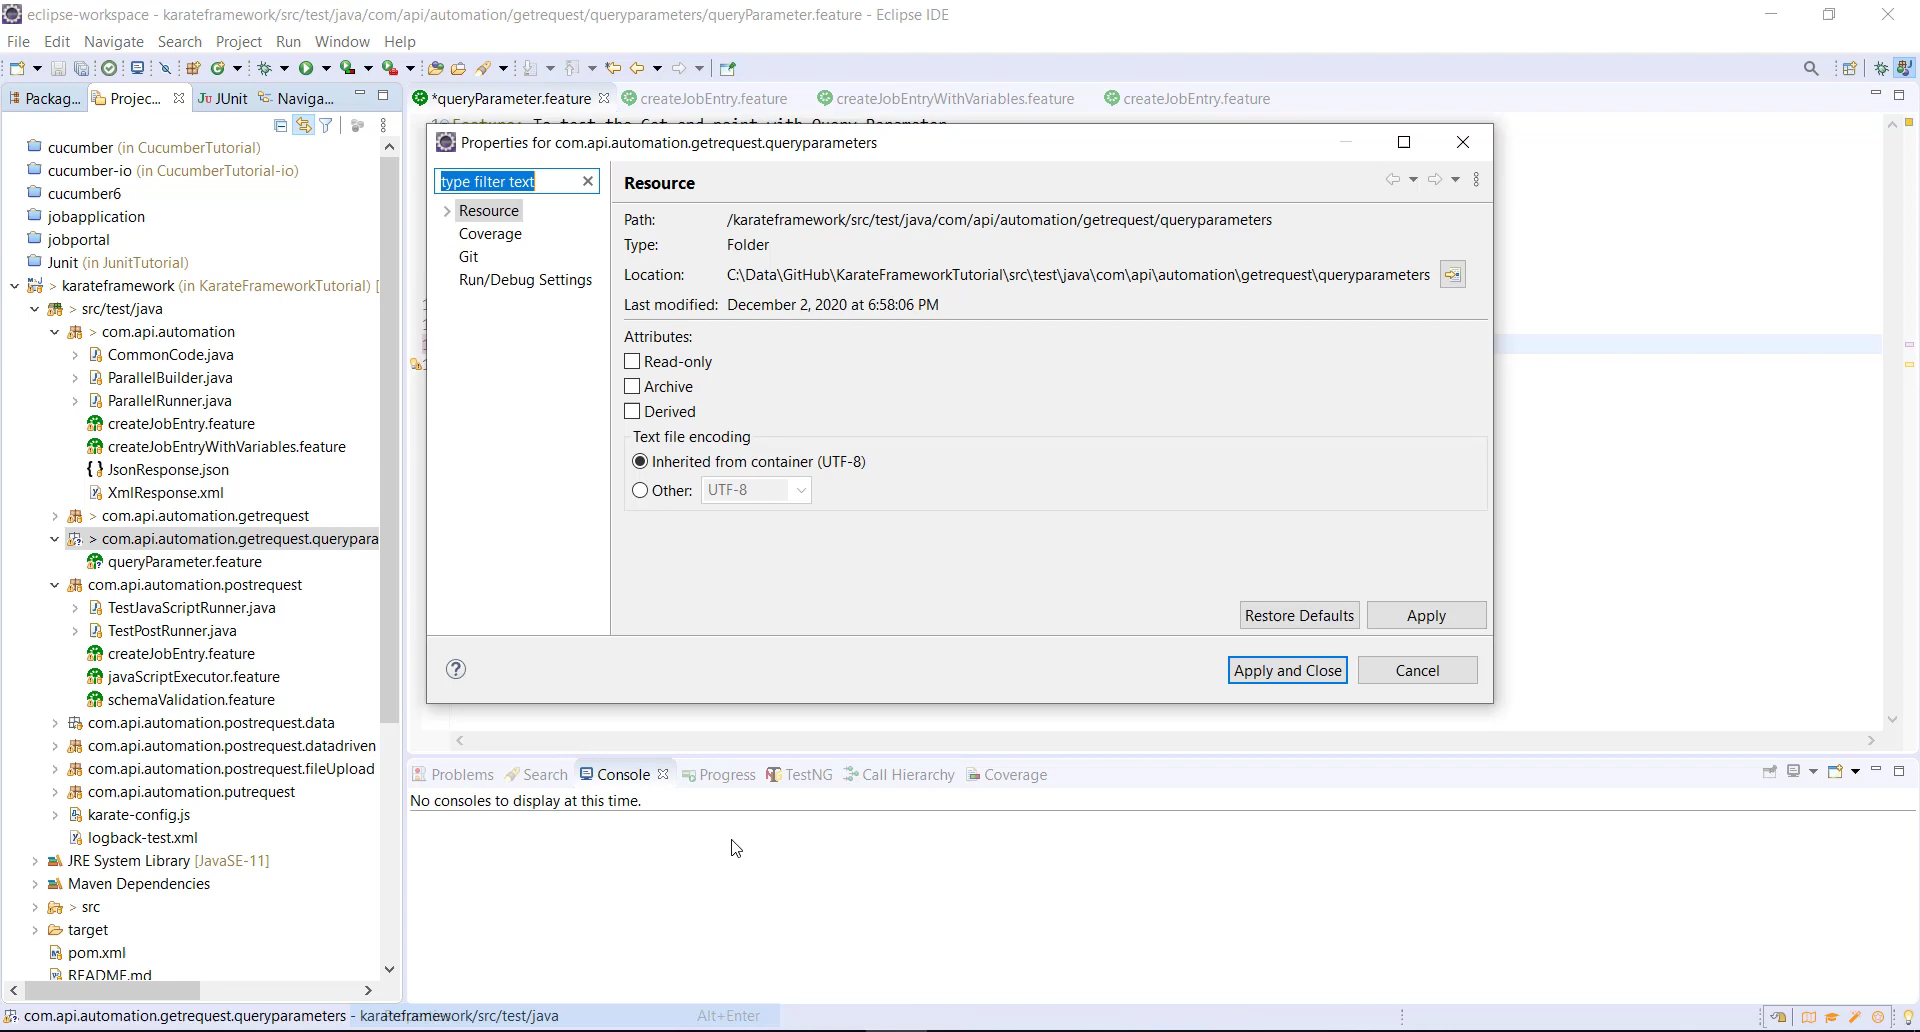 eclipse-workspace - karateframework/src/test/java/com/api/automation/getrequest/queryparameters/queryParameter.feature - Eclipse IDE
File Edit Navigate Search Project Run Window Help
Packag... Projec... JUnit Naviga...
*queryParameter.feature createJobEntry.feature createJobEntryWithVariables.feature createJobEntry.feature
cucumber (in CucumberTutorial)
cucumber-io (in CucumberTutorial-io)
cucumber6
jobapplication
jobportal
Junit (in JunitTutorial)
> karateframework (in KarateFrameworkTutorial) [
> src/test/java
> com.api.automation
CommonCode.java
ParallelBuilder.java
ParallelRunner.java
createJobEntry.feature
createJobEntryWithVariables.feature
JsonResponse.json
XmlResponse.xml
> com.api.automation.getrequest
> com.api.automation.getrequest.querypara
queryParameter.feature
com.api.automation.postrequest
TestJavaScriptRunner.java
TestPostRunner.java
createJobEntry.feature
javaScriptExecutor.feature
schemaValidation.feature
com.api.automation.postrequest.data
com.api.automation.postrequest.datadriven
com.api.automation.postrequest.fileUpload
com.api.automation.putrequest
karate-config.js
logback-test.xml
JRE System Library [JavaSE-11]
Maven Dependencies
> src
target
pom.xml
README.md
Feature: To test the Get end point with Query Parameter
Properties for com.api.automation.getrequest.queryparameters
type filter text
Resource
Coverage
Git
Run/Debug Settings
Resource
Path: /karateframework/src/test/java/com/api/automation/getrequest/queryparameters
Type: Folder
Location: C:\Data\GitHub\KarateFrameworkTutorial\src\test\java\com\api\automation\getrequest\queryparameters
Last modified: December 2, 2020 at 6:58:06 PM
Attributes:
Read-only
Archive
Derived
Text file encoding
Inherited from container (UTF-8)
Other: UTF-8
Restore Defaults Apply
Apply and Close Cancel
Problems Search Console Progress TestNG Call Hierarchy Coverage
No consoles to display at this time.
com.api.automation.getrequest.queryparameters - karateframework/src/test/java
Alt+Enter